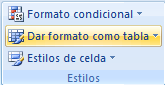 Formato condicional
Dar formato como tabla
Estilos de celda
Estilos